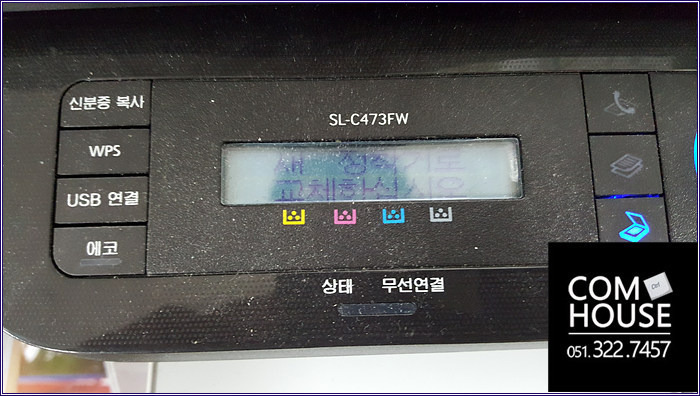 신분증 복사
SL-C473FW
WPS
새 정착기로
교체하십시오
USB 연결
에코
상태 무선연결
COM
Ctrl
HOUSE
051.322.7457